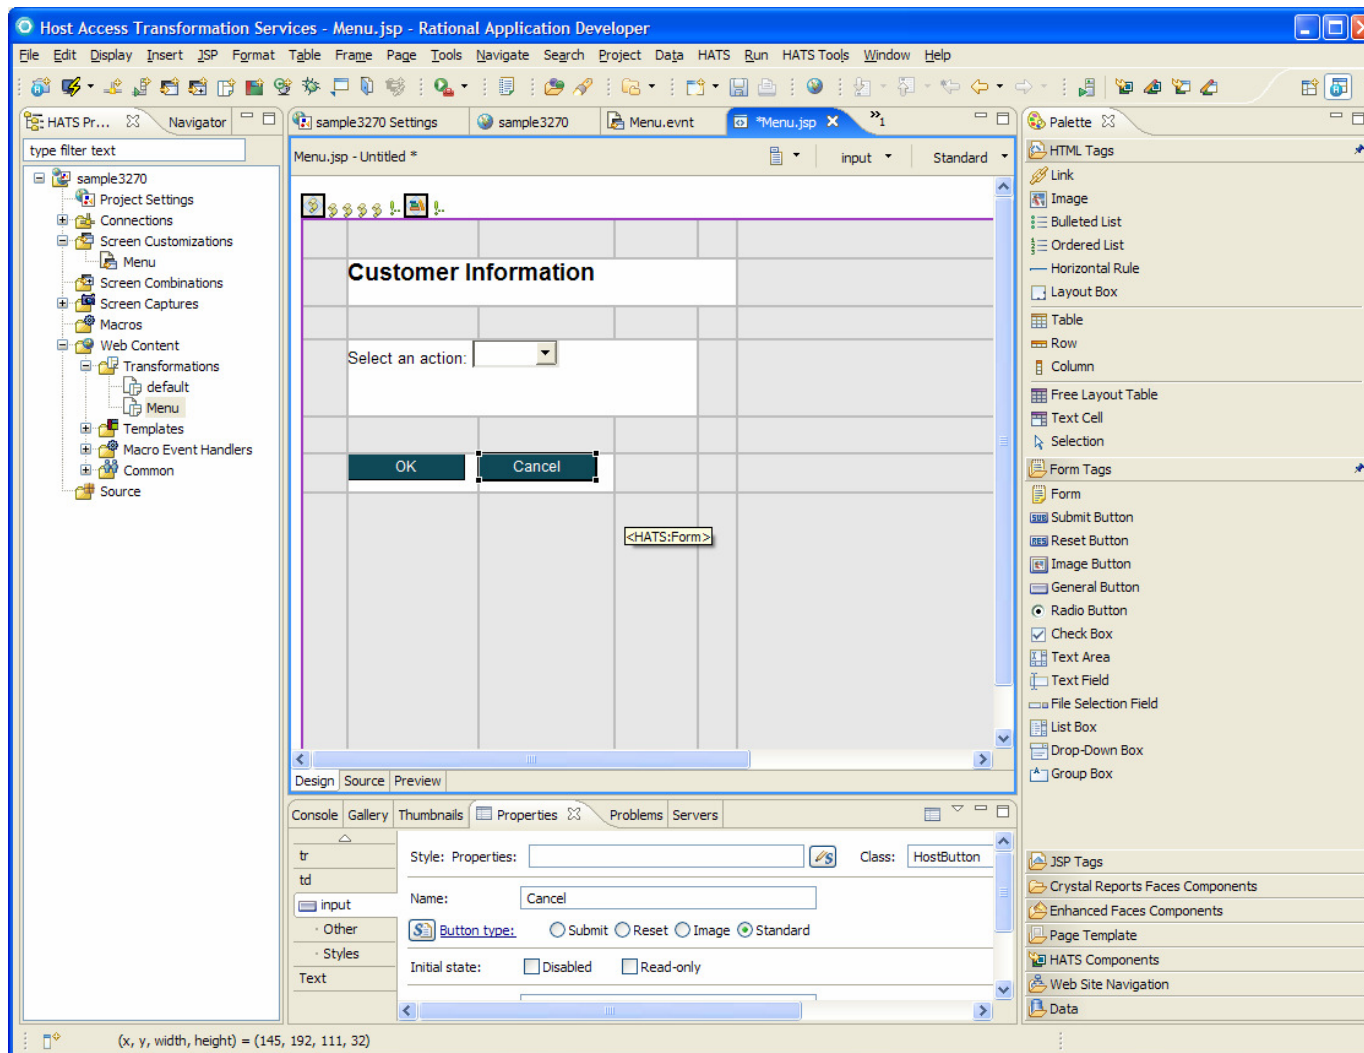 Host Access Transformation Services - Menu.jsp - Rational Application Developer
File Edit Display Insert JSP Format Table Frame Page Tools Navigate Search Project Data HATS Run HATS Tools Window Help
HATS Pr... Navigator
type filter text
sample3270
Project Settings
Connections
Screen Customizations
Menu
Screen Combinations
Screen Captures
Macros
Web Content
Transformations
default
Menu
Templates
Macro Event Handlers
Common
Source
sample3270 Settings sample3270 Menu.evnt *Menu.jsp »1
Menu.jsp - Untitled * input Standard
Customer Information
Select an action:
OK Cancel
<HATS:Form>
Design Source Preview
Console Gallery Thumbnails Properties Problems Servers
tr
td
input
· Other
· Styles
Text
Style: Properties: Class: HostButton
Name: Cancel
Button type: Submit Reset Image Standard
Initial state: Disabled Read-only
Palette
HTML Tags
Link
Image
Bulleted List
Ordered List
Horizontal Rule
Layout Box
Table
Row
Column
Free Layout Table
Text Cell
Selection
Form Tags
Form
Submit Button
Reset Button
Image Button
General Button
Radio Button
Check Box
Text Area
Text Field
File Selection Field
List Box
Drop-Down Box
Group Box
JSP Tags
Crystal Reports Faces Components
Enhanced Faces Components
Page Template
HATS Components
Web Site Navigation
Data
(x, y, width, height) = (145, 192, 111, 32)